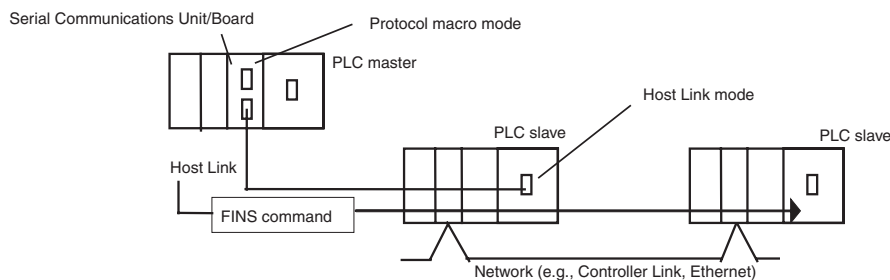 Serial Communications Unit/Board
Protocol macro mode
PLC master
Host Link mode
PLC slave
PLC slave
Host Link
FINS command
Network (e.g., Controller Link, Ethernet)